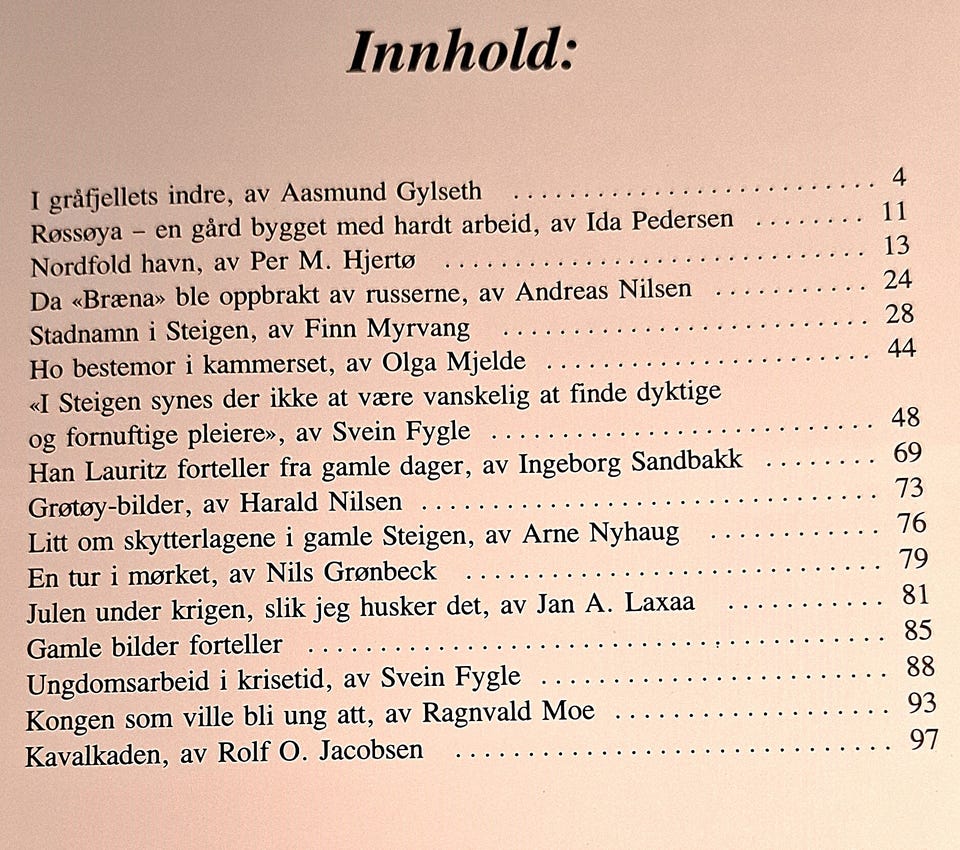 Innhold:
I gråfjellets indre, av Aasmund Gylseth .......................... 4
Røssøya – en gård bygget med hardt arbeid, av Ida Pedersen ........ 11
Nordfold havn, av Per M. Hjertø .............................. 13
Da «Bræna» ble oppbrakt av russerne, av Andreas Nilsen ........... 24
Stadnamn i Steigen, av Finn Myrvang .......................... 28
Ho bestemor i kammerset, av Olga Mjelde ....................... 44
«I Steigen synes der ikke at være vanskelig at finde dyktige
og fornuftige pleiere», av Svein Fygle ........................... 48
Han Lauritz forteller fra gamle dager, av Ingeborg Sandbakk ........ 69
Grøtøy-bilder, av Harald Nilsen ................................ 73
Litt om skytterlagene i gamle Steigen, av Arne Nyhaug ............ 76
En tur i mørket, av Nils Grønbeck ............................. 79
Julen under krigen, slik jeg husker det, av Jan A. Laxaa ........... 81
Gamle bilder forteller ........................................ 85
Ungdomsarbeid i krisetid, av Svein Fygle ........................ 88
Kongen som ville bli ung att, av Ragnvald Moe ................... 93
Kavalkaden, av Rolf O. Jacobsen .............................. 97